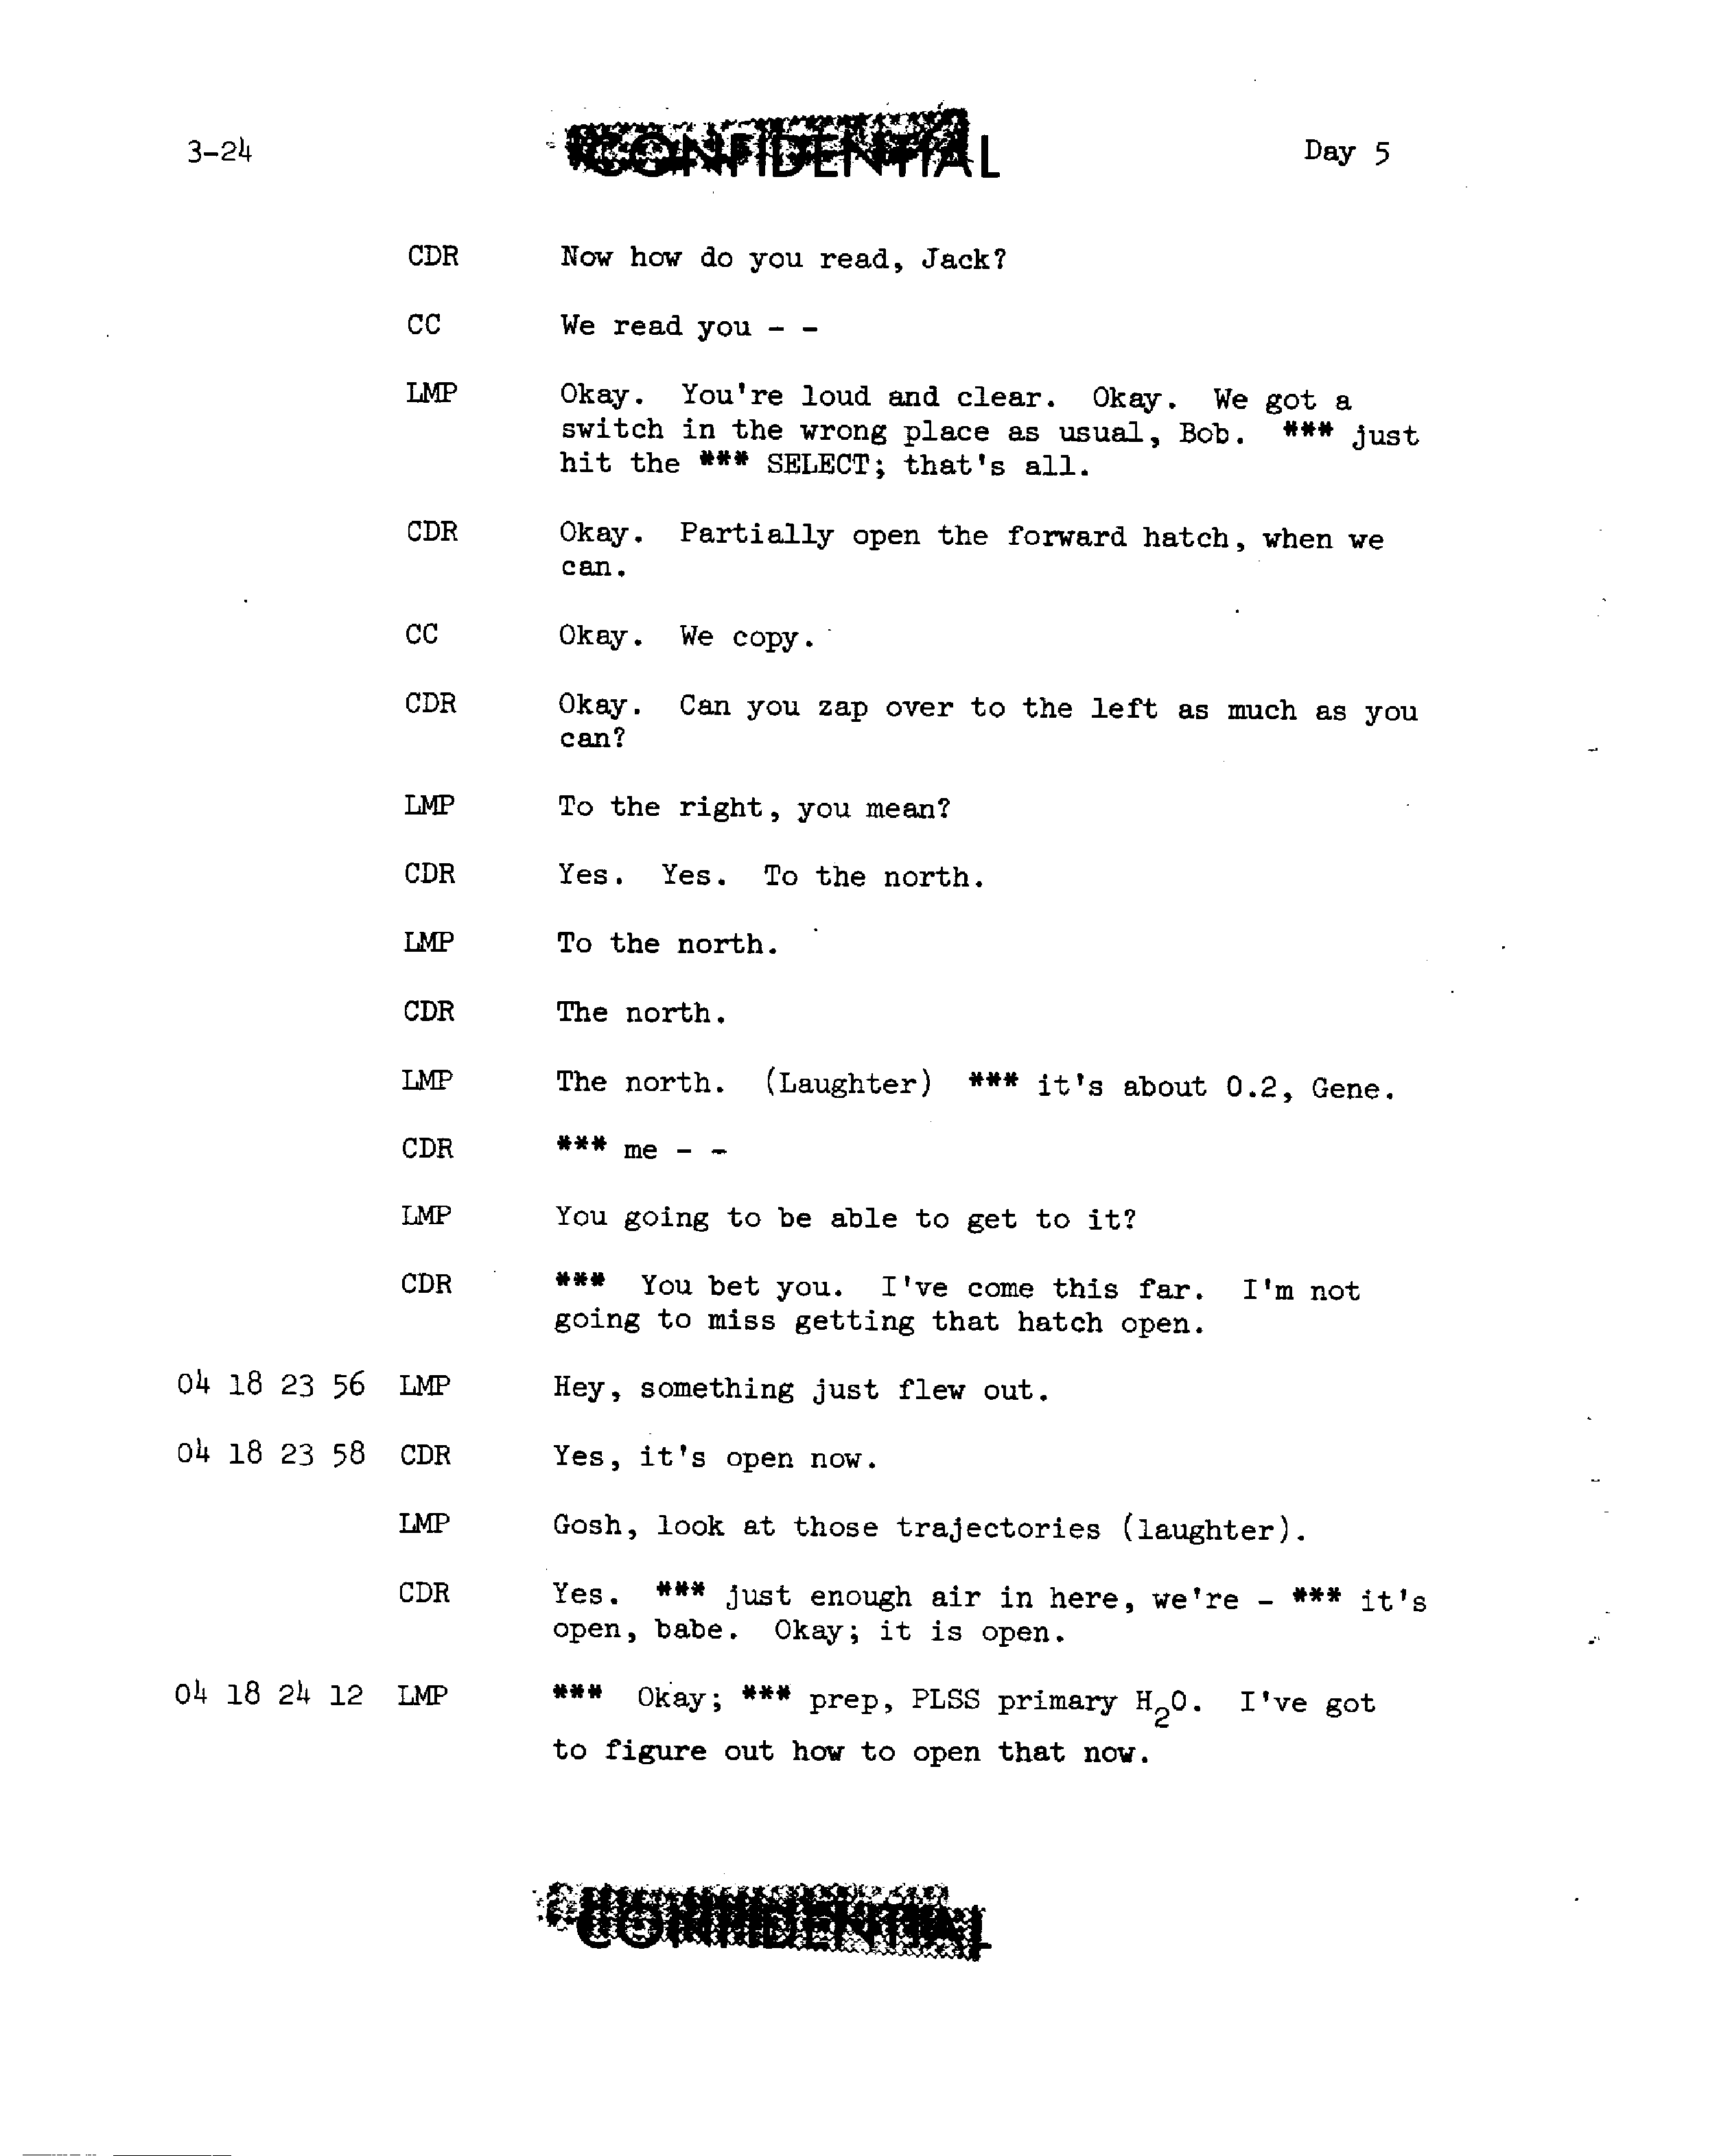 3-24 CONFIDENTIAL Day 5
CDR Now how do you read, Jack?
CC We read you - -
LMP Okay. You're loud and clear. Okay. We got a
switch in the wrong place as usual, Bob. *** just
hit the *** SELECT; that's all.
CDR Okay. Partially open the forward hatch, when we
can.
CC Okay. We copy.
CDR Okay. Can you zap over to the left as much as you
can?
LMP To the right, you mean?
CDR Yes. Yes. To the north.
LMP To the north.
CDR The north.
LMP The north. (Laughter) *** it's about 0.2, Gene.
CDR *** me - -
LMP You going to be able to get to it?
CDR *** You bet you. I've come this far. I'm not
going to miss getting that hatch open.
04 18 23 56 LMP Hey, something just flew out.
04 18 23 58 CDR Yes, it's open now.
LMP Gosh, look at those trajectories (laughter).
CDR Yes. *** just enough air in here, we're - *** it's
open, babe. Okay; it is open.
04 18 24 12 LMP *** Okay; *** prep, PLSS primary H₂O. I've got
to figure out how to open that now.
CONFIDENTIAL